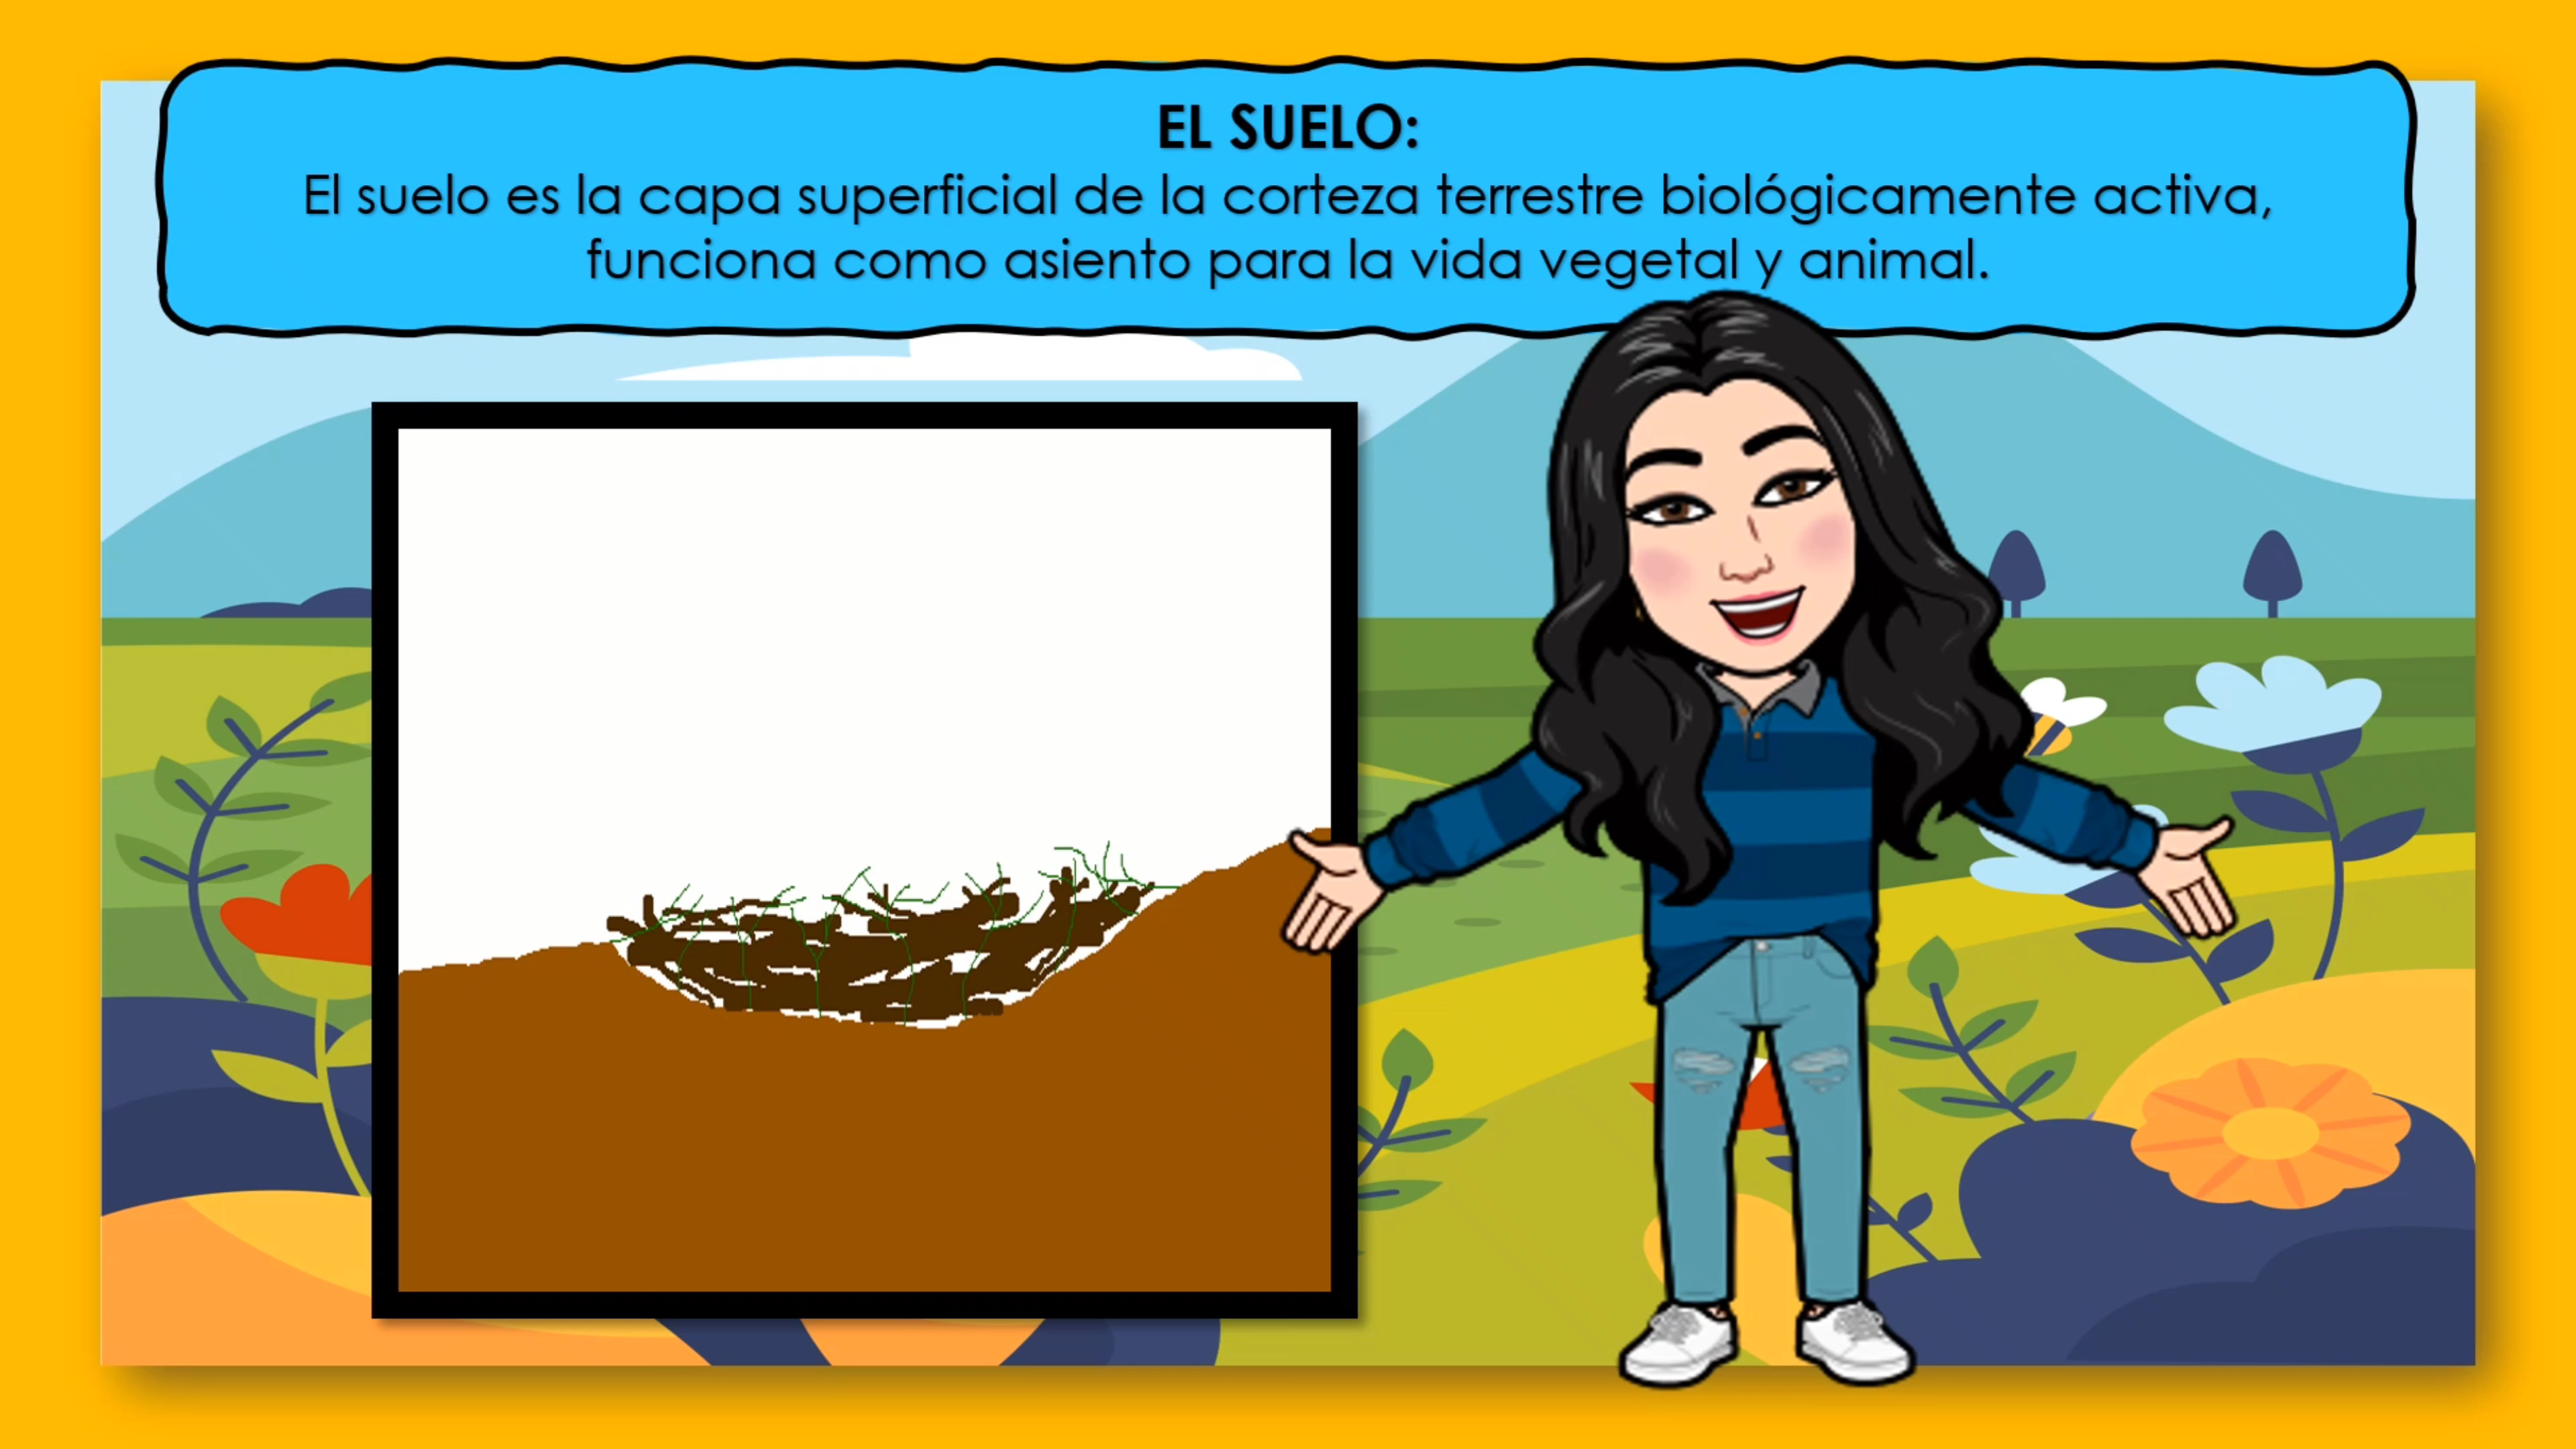 EL SUELO:
El suelo es la capa superficial de la corteza terrestre biológicamente activa,
funciona como asiento para la vida vegetal y animal.